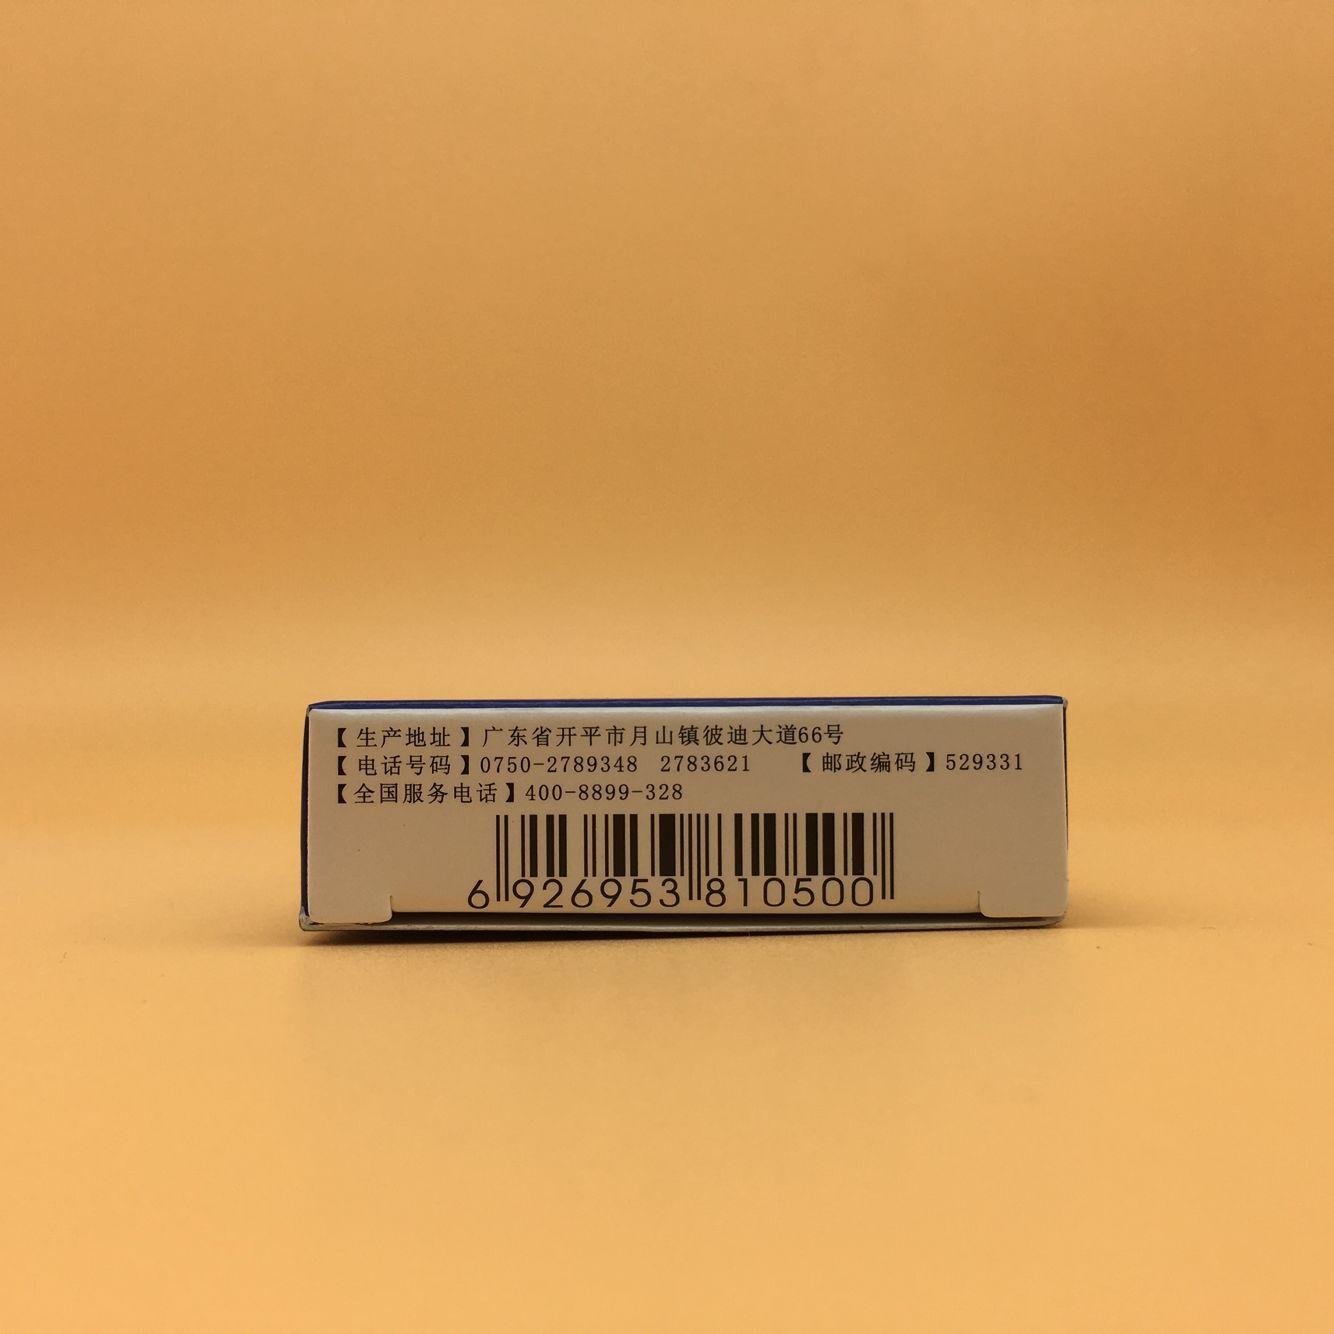 【生产地址】广东省开平市月山镇彼迪大道66号
【电话号码】0750-2789348 2783621 【邮政编码】529331
【全国服务电话】400-8899-328
6 926953 810500